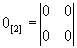 0[2] = |0 0|
|0 0|